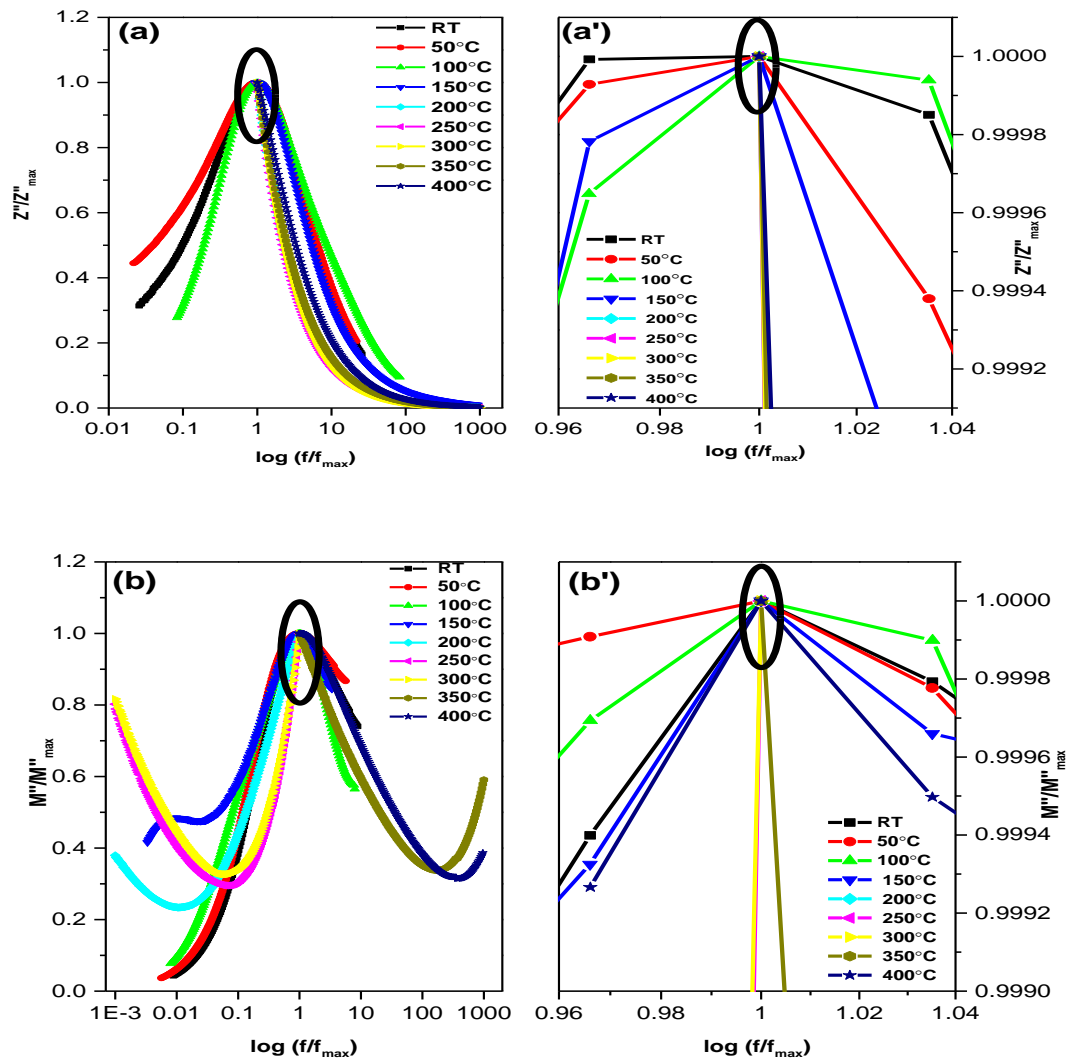 (a)
RT
50°C
100°C
150°C
200°C
250°C
300°C
350°C
400°C
1.2
1.0
0.8
0.6
0.4
0.2
0.0
Z"/Z"max
0.01 0.1 1 10 100 1000
log (f/fmax)
(a')
RT
50°C
100°C
150°C
200°C
250°C
300°C
350°C
400°C
1.0000
0.9998
0.9996
0.9994
0.9992
Z"/Z"max
0.96 0.98 1 1.02 1.04
log (f/fmax)
(b)
RT
50°C
100°C
150°C
200°C
250°C
300°C
350°C
400°C
1.2
1.0
0.8
0.6
0.4
0.2
0.0
M"/M"max
1E-3 0.01 0.1 1 10 100 1000
log (f/fmax)
(b')
RT
50°C
100°C
150°C
200°C
250°C
300°C
350°C
400°C
1.0000
0.9998
0.9996
0.9994
0.9992
0.9990
M"/M"max
0.96 0.98 1 1.02 1.04
log (f/fmax)